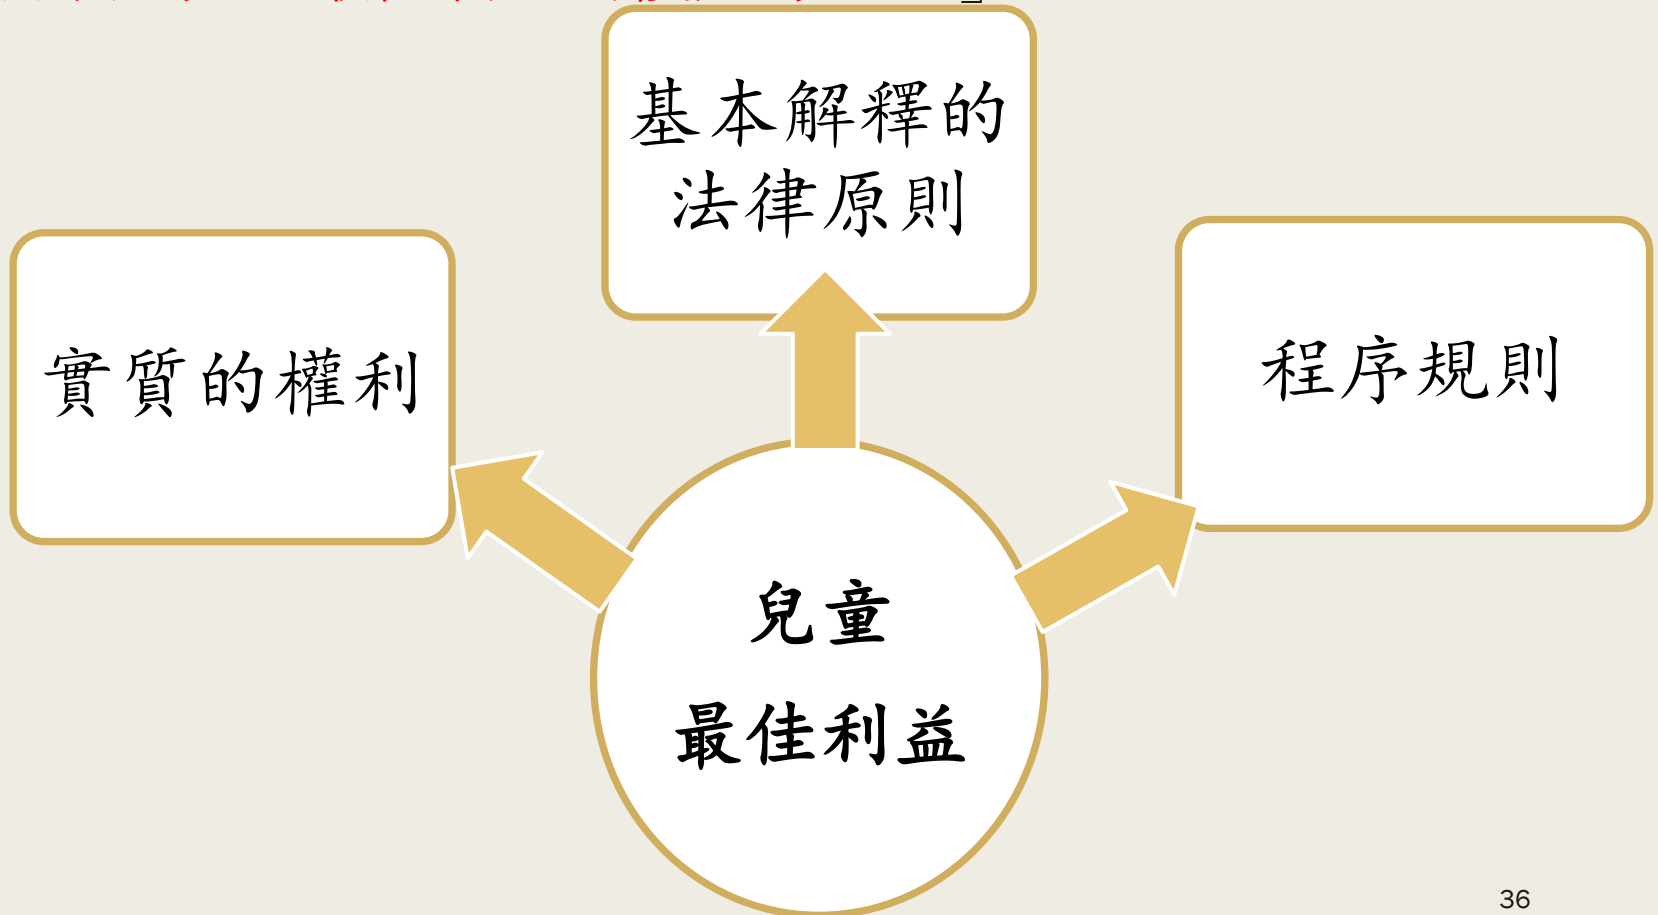 基本解釋的
法律原則
實質的權利
程序規則
兒童
最佳利益
36